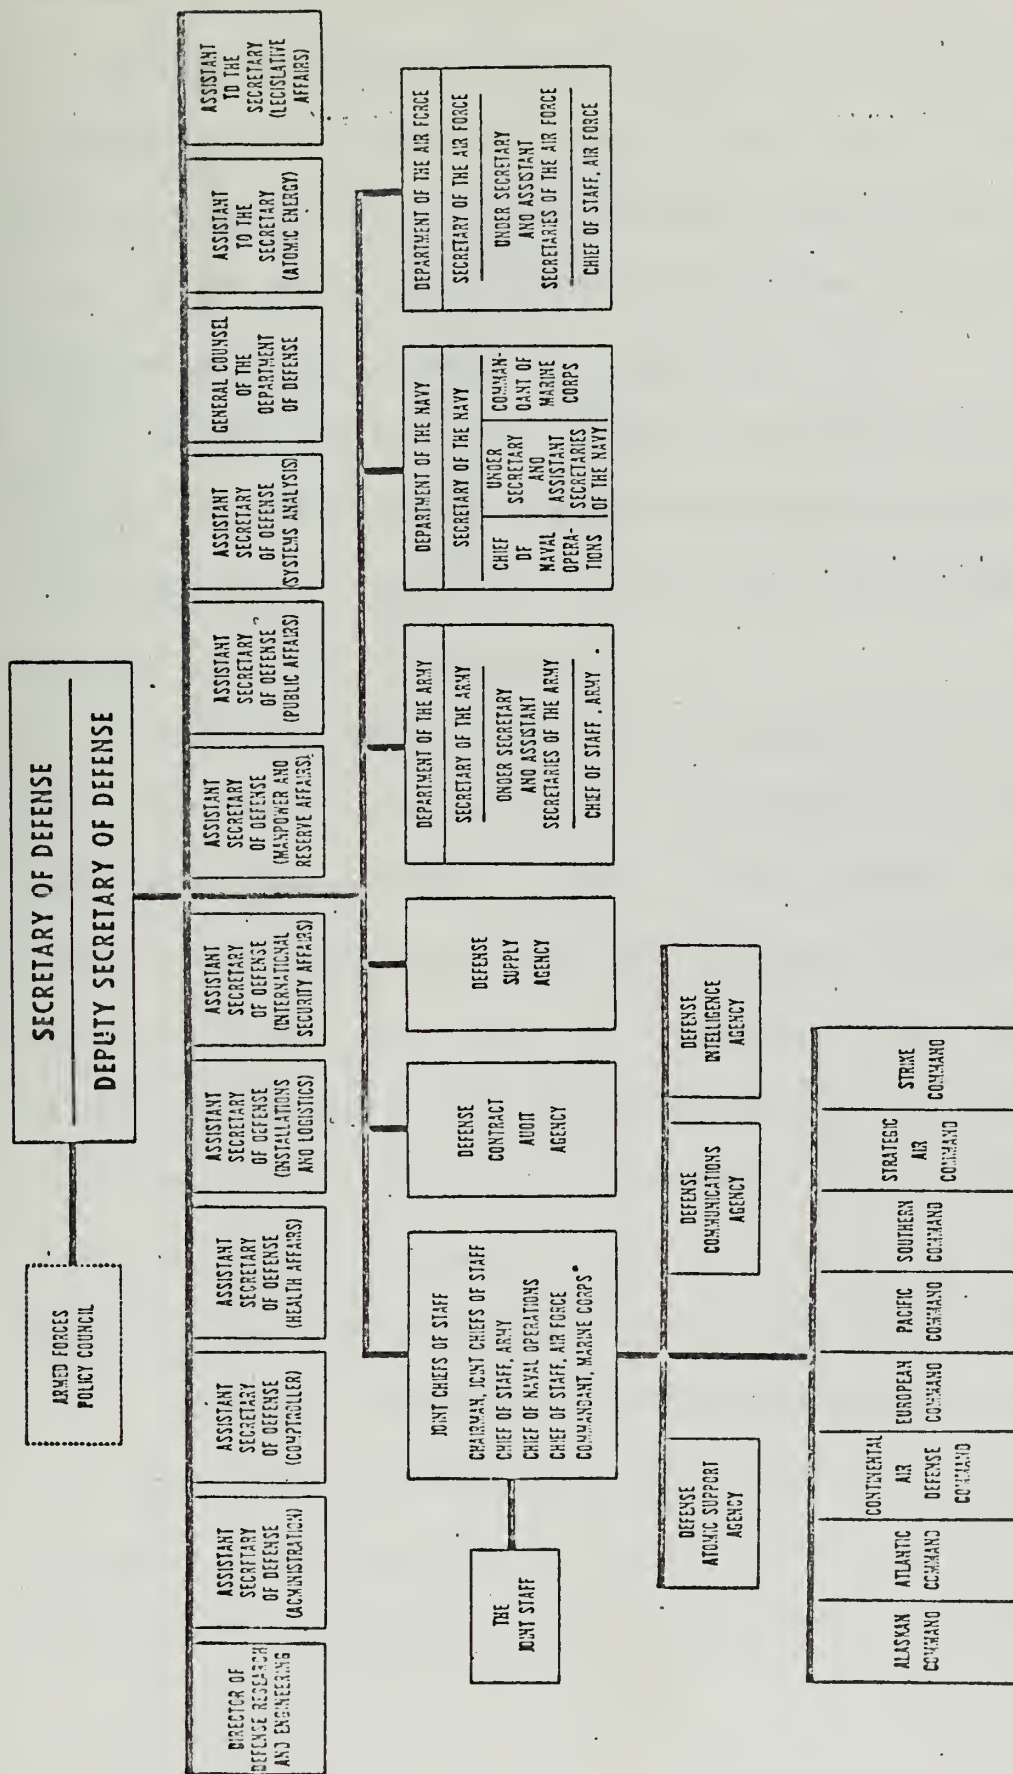 SECRETARY OF DEFENSE
DEPUTY SECRETARY OF DEFENSE
ARMED FORCES
POLICY COUNCIL
DIRECTOR OF
DEFENSE RESEARCH
AND ENGINEERING
ASSISTANT
SECRETARY
OF DEFENSE
(ADMINISTRATION)
ASSISTANT
SECRETARY
OF DEFENSE
(COMPTROLLER)
ASSISTANT
SECRETARY
OF DEFENSE
(HEALTH AFFAIRS)
ASSISTANT
SECRETARY
OF DEFENSE
(INSTALLATIONS
AND LOGISTICS)
ASSISTANT
SECRETARY
OF DEFENSE
(INTERNATIONAL
SECURITY AFFAIRS)
ASSISTANT
SECRETARY
OF DEFENSE
(MANPOWER AND
RESERVE AFFAIRS)
ASSISTANT
SECRETARY
OF DEFENSE
(PUBLIC AFFAIRS)
ASSISTANT
SECRETARY
OF DEFENSE
(SYSTEMS ANALYSIS)
GENERAL COUNSEL
OF THE
DEPARTMENT
OF DEFENSE
ASSISTANT
TO THE
SECRETARY
(ATOMIC ENERGY)
ASSISTANT
TO THE
SECRETARY
(LEGISLATIVE
AFFAIRS)
JOINT CHIEFS OF STAFF
CHAIRMAN, JOINT CHIEFS OF STAFF
CHIEF OF STAFF, ARMY
CHIEF OF NAVAL OPERATIONS
CHIEF OF STAFF, AIR FORCE
COMMANDANT, MARINE CORPS*
THE
JOINT STAFF
DEFENSE
CONTRACT
AUDIT
AGENCY
DEFENSE
SUPPLY
AGENCY
DEPARTMENT OF THE ARMY
SECRETARY OF THE ARMY
UNDER SECRETARY
AND ASSISTANT
SECRETARIES OF THE ARMY
CHIEF OF STAFF, ARMY
DEPARTMENT OF THE NAVY
SECRETARY OF THE NAVY
CHIEF
OF
NAVAL
OPERA-
TIONS
UNDER
SECRETARY
AND
ASSISTANT
SECRETARIES
OF THE NAVY
COMMAN-
DANT OF
MARINE
CORPS
DEPARTMENT OF THE AIR FORCE
SECRETARY OF THE AIR FORCE
UNDER SECRETARY
AND ASSISTANT
SECRETARIES OF THE AIR FORCE
CHIEF OF STAFF, AIR FORCE
DEFENSE
ATOMIC SUPPORT
AGENCY
DEFENSE
COMMUNICATIONS
AGENCY
DEFENSE
INTELLIGENCE
AGENCY
ALASKAN
COMMAND
ATLANTIC
COMMAND
CONTINENTAL
AIR
DEFENSE
COMMAND
EUROPEAN
COMMAND
PACIFIC
COMMAND
SOUTHERN
COMMAND
STRATEGIC
AIR
COMMAND
STRIKE
COMMAND